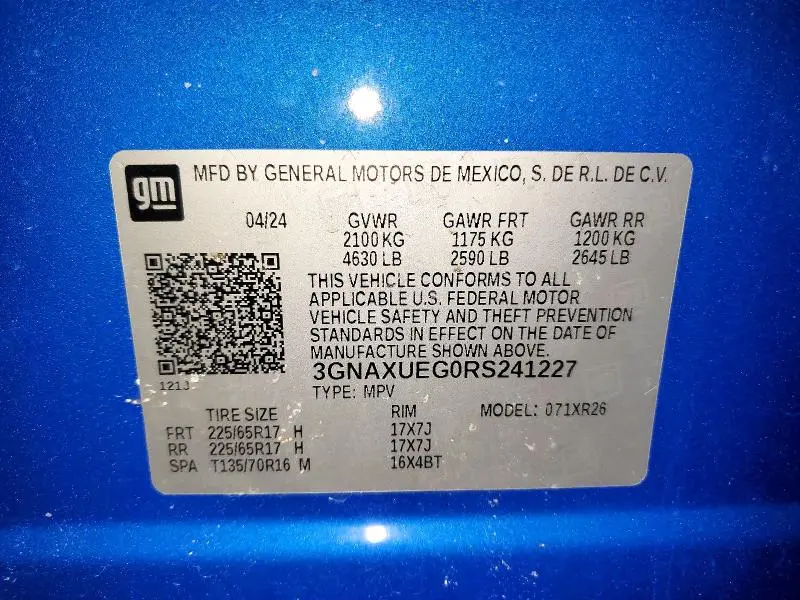 gm MFD BY GENERAL MOTORS DE MEXICO, S. DE R.L. DE C.V.
04/24 GVWR GAWR FRT GAWR RR
2100 KG 1175 KG 1200 KG
4630 LB 2590 LB 2645 LB
THIS VEHICLE CONFORMS TO ALL
APPLICABLE U.S. FEDERAL MOTOR
VEHICLE SAFETY AND THEFT PREVENTION
STANDARDS IN EFFECT ON THE DATE OF
MANUFACTURE SHOWN ABOVE.
3GNAXUEG0RS241227
121J
TYPE: MPV
TIRE SIZE RIM MODEL: 071XR26
FRT 225/65R17 H 17X7J
RR 225/65R17 H 17X7J
SPA T135/70R16 M 16X4BT